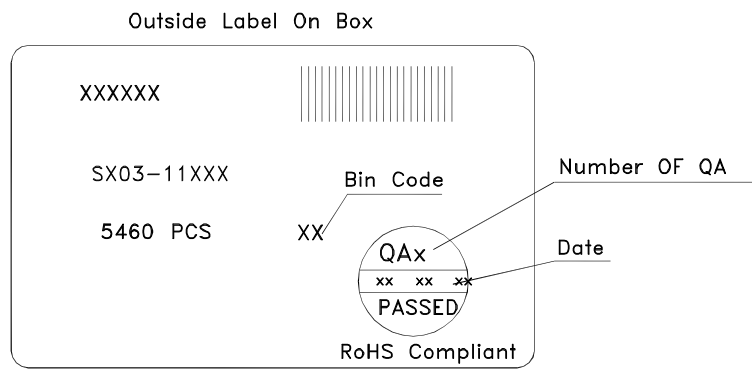 Outside Label On Box
XXXXXX
SX03-11XXX
Bin Code
Number OF QA
5460 PCS
XX
QAx
Date
xx xx xx
PASSED
RoHS Compliant